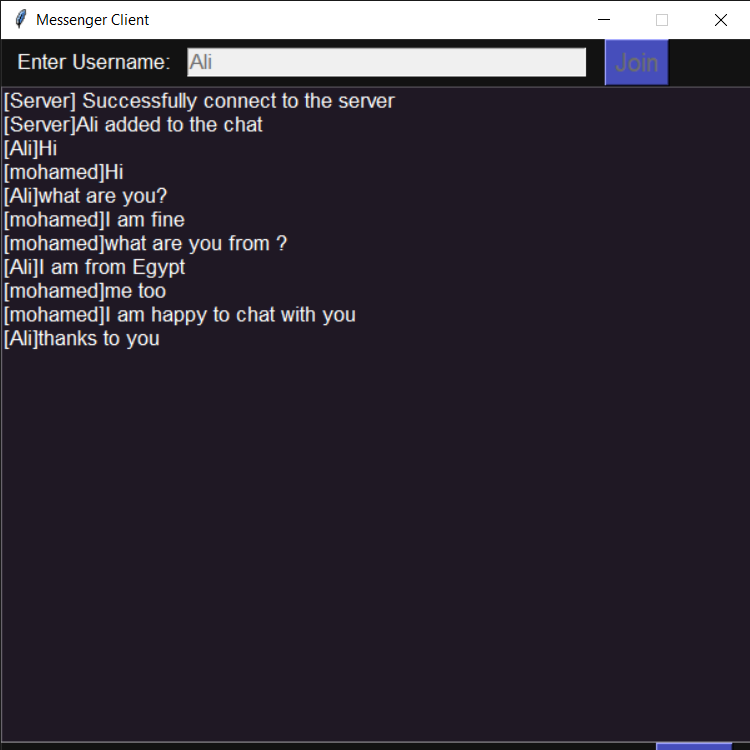 Messenger Client
Enter Username: Ali Join
[Server] Successfully connect to the server
[Server]Ali added to the chat
[Ali]Hi
[mohamed]Hi
[Ali]what are you?
[mohamed]I am fine
[mohamed]what are you from ?
[Ali]I am from Egypt
[mohamed]me too
[mohamed]I am happy to chat with you
[Ali]thanks to you